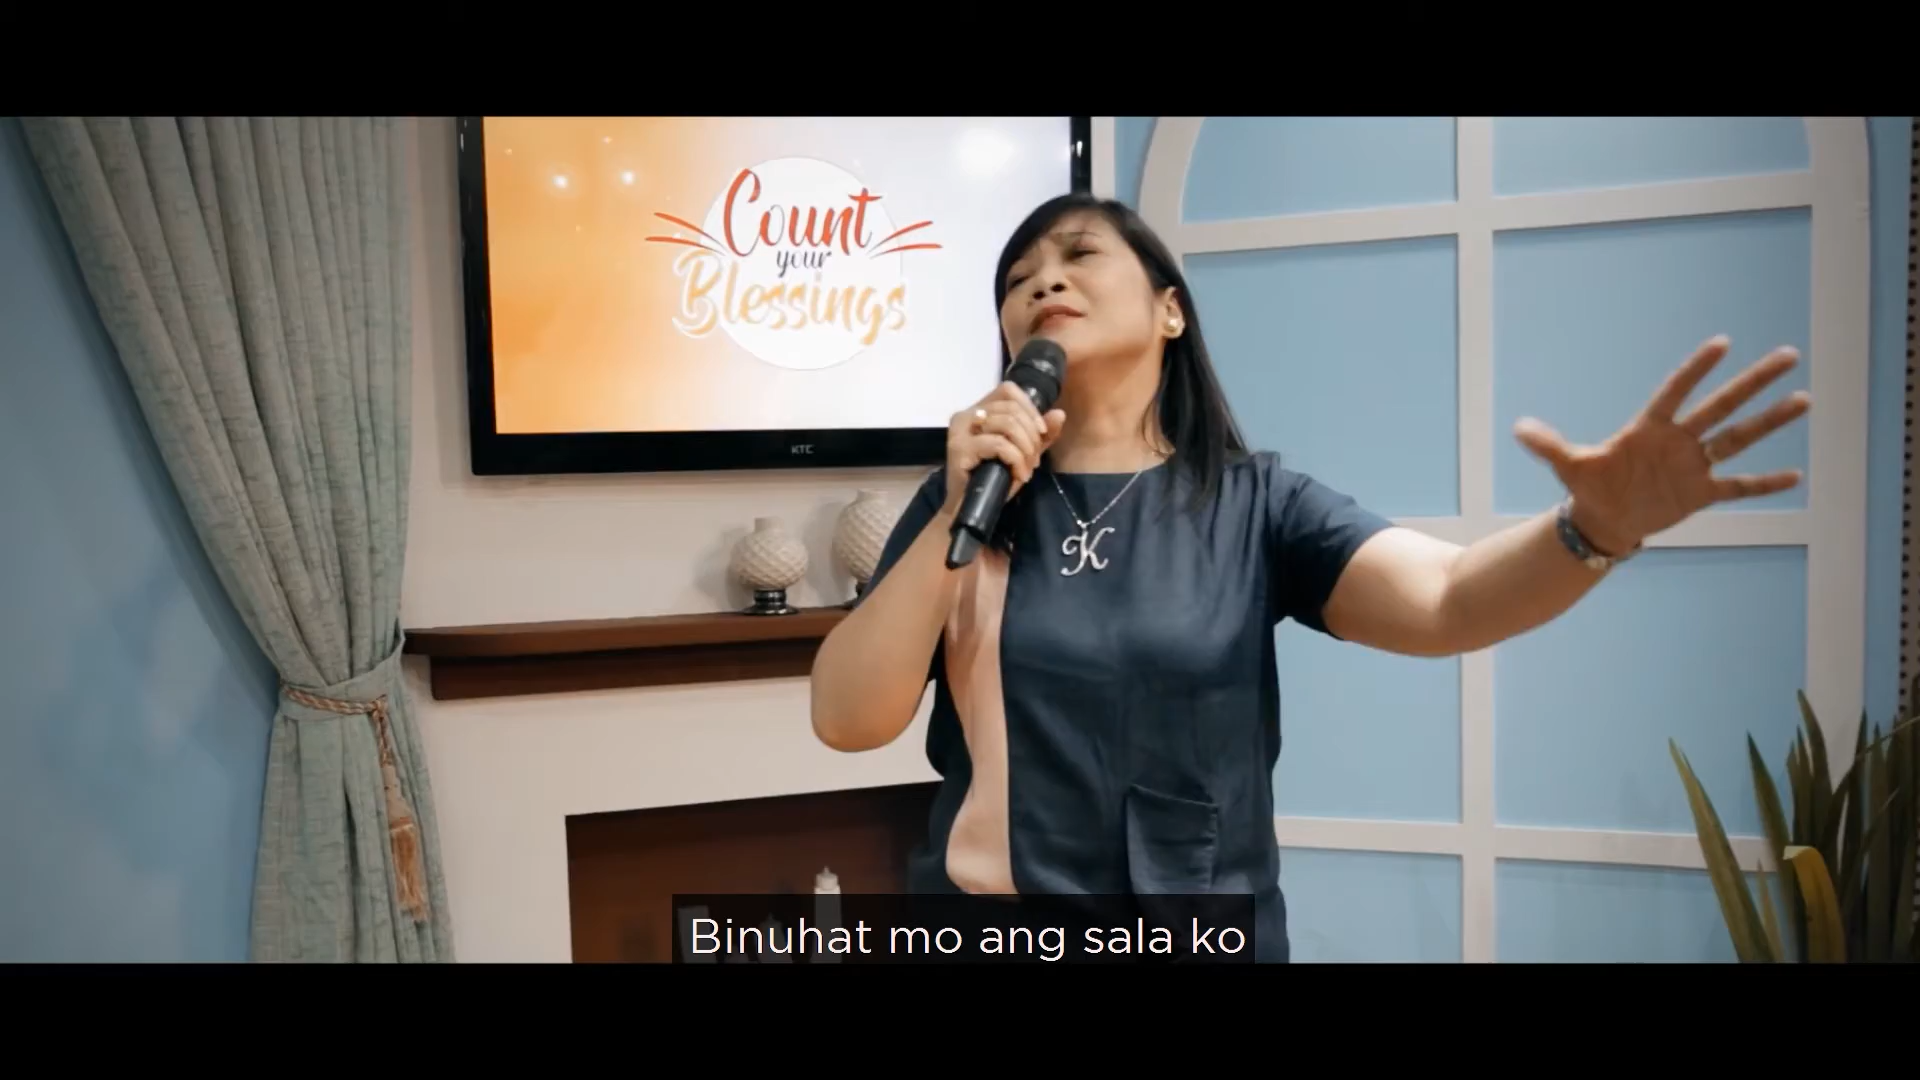 Count
your
Blessings
KTC
K
Binuhat mo ang sala ko